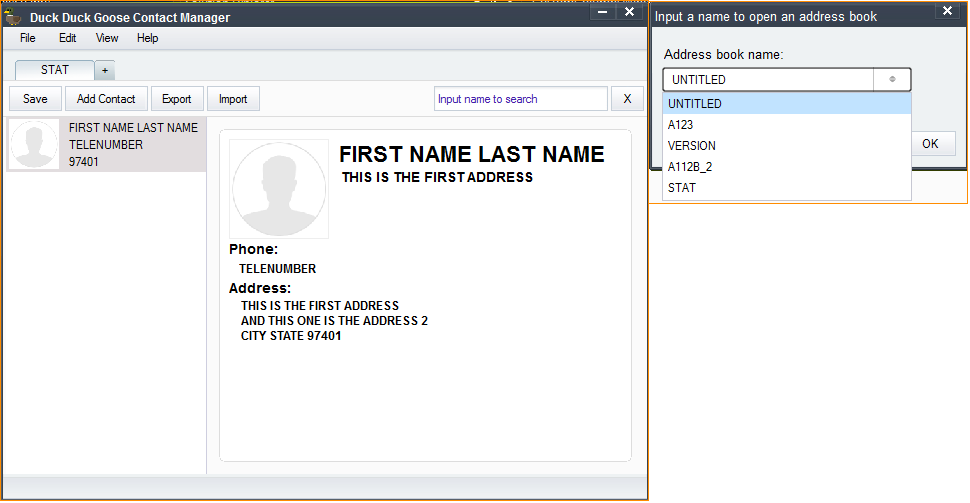 Duck Duck Goose Contact Manager
File Edit View Help
STAT +
Save Add Contact Export Import Input name to search X
FIRST NAME LAST NAME
TELENUMBER
97401
FIRST NAME LAST NAME
THIS IS THE FIRST ADDRESS
Phone:
TELENUMBER
Address:
THIS IS THE FIRST ADDRESS
AND THIS ONE IS THE ADDRESS 2
CITY STATE 97401
Input a name to open an address book
Address book name:
UNTITLED
UNTITLED
A123
VERSION
A112B_2
STAT
OK